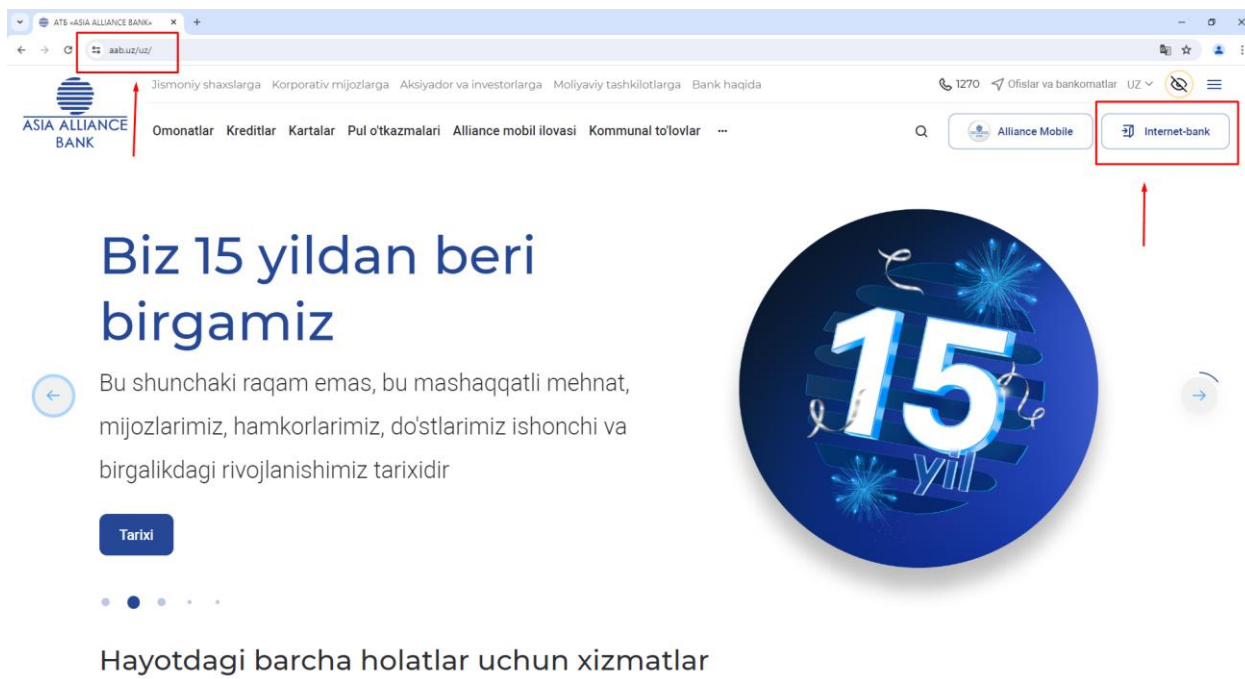 АТБ «ASIA ALLIANCE BANK»
aab.uz/uz/
Jismoniy shaxslarga Korporativ mijozlarga Aksiyador va investorlarga Moliyaviy tashkilotlarga Bank haqida
1270 Ofislar va bankomatlar UZ
ASIA ALLIANCE
BANK
Omonatlar Kreditlar Kartalar Pul o'tkazmalari Alliance mobil ilovasi Kommunal to'lovlar ...
Alliance Mobile
Internet-bank
Biz 15 yildan beri
birgamiz
Bu shunchaki raqam emas, bu mashaqqatli mehnat,
mijozlarimiz, hamkorlarimiz, do'stlarimiz ishonchi va
birgalikdagi rivojlanishimiz tarixidir
Tarixi
15
yil
Hayotdagi barcha holatlar uchun xizmatlar